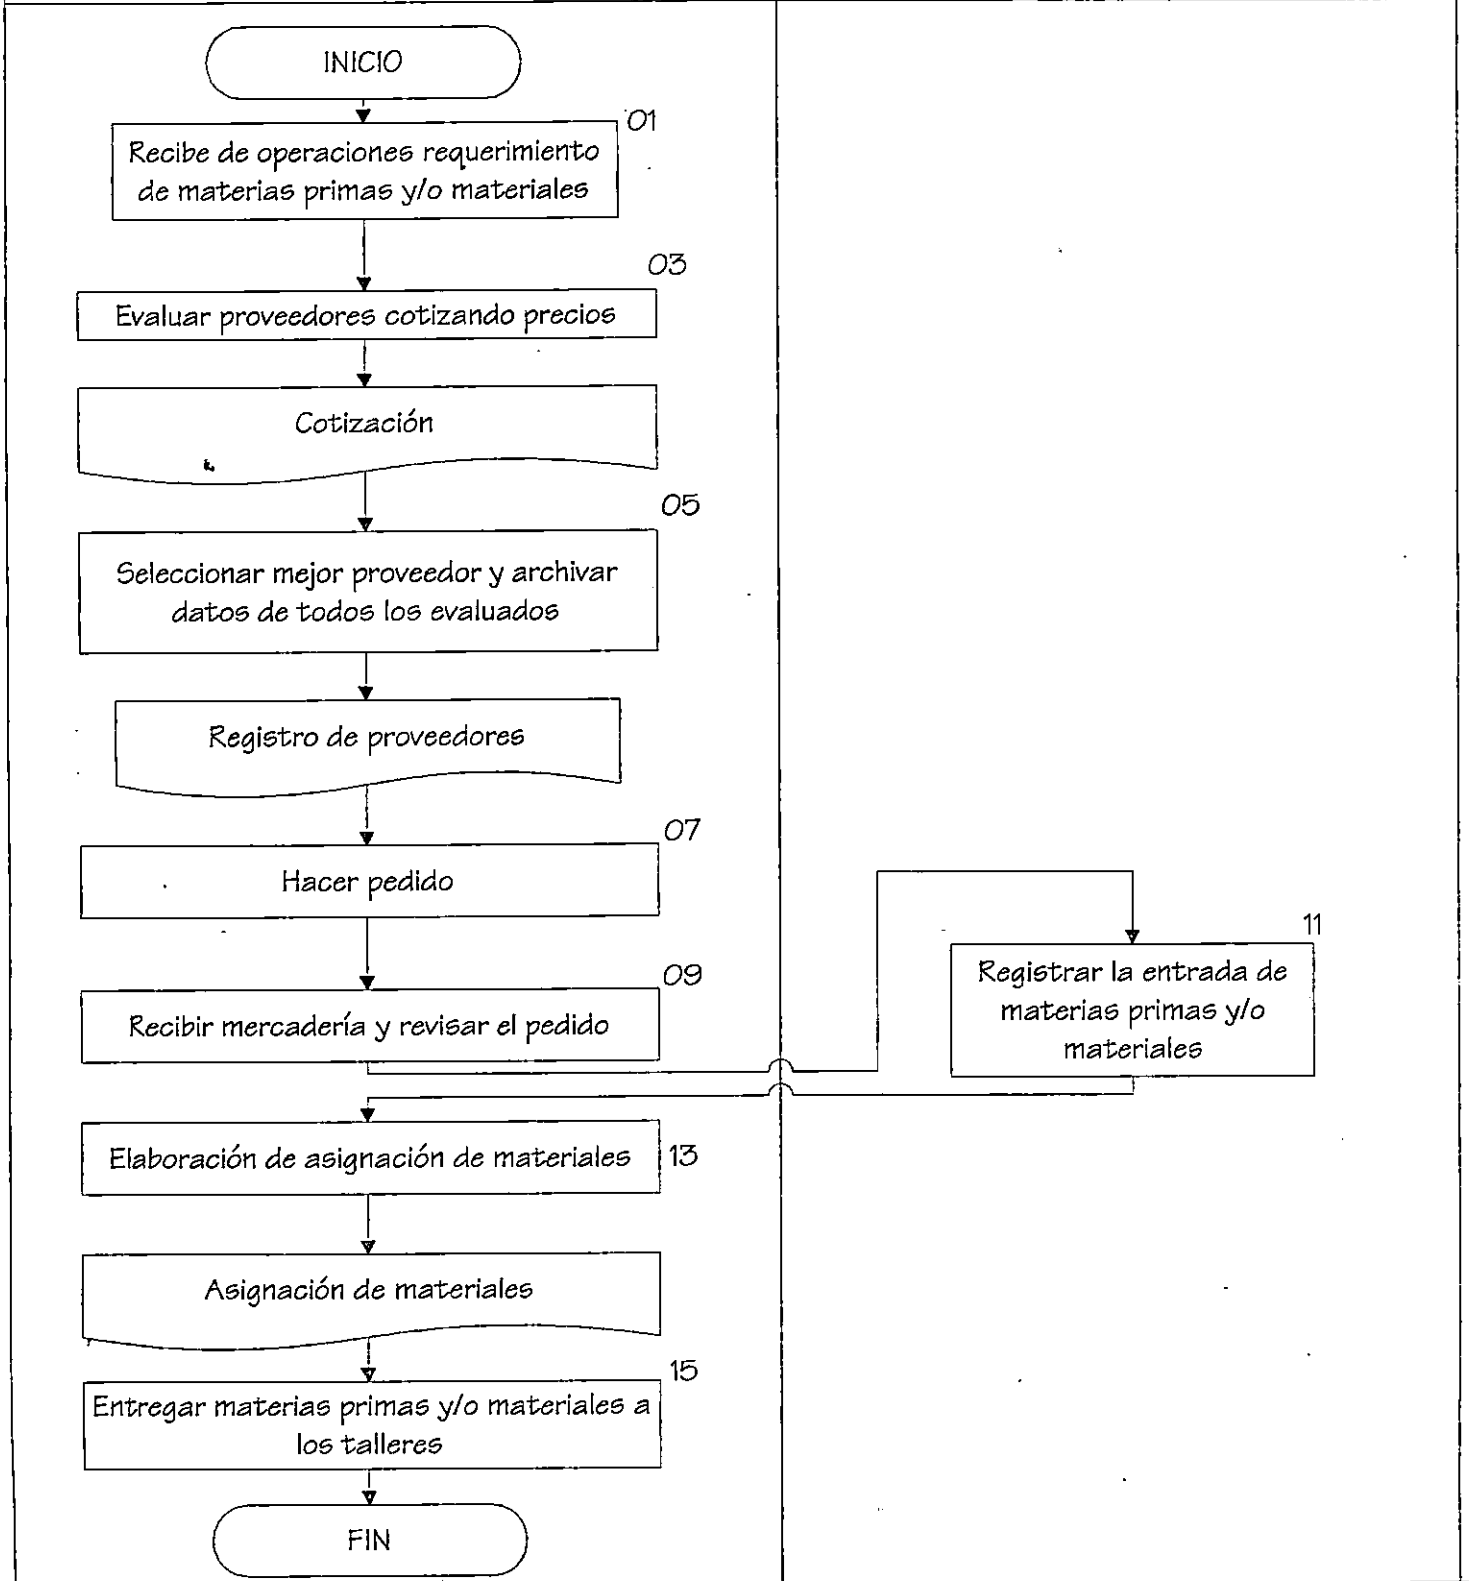 INICIO
01
Recibe de operaciones requerimiento
de materias primas y/o materiales
03
Evaluar proveedores cotizando precios
Cotización
05
Seleccionar mejor proveedor y archivar
datos de todos los evaluados
Registro de proveedores
07
Hacer pedido
09
Recibir mercadería y revisar el pedido
11
Registrar la entrada de
materias primas y/o
materiales
Elaboración de asignación de materiales
13
Asignación de materiales
15
Entregar materias primas y/o materiales a
los talleres
FIN